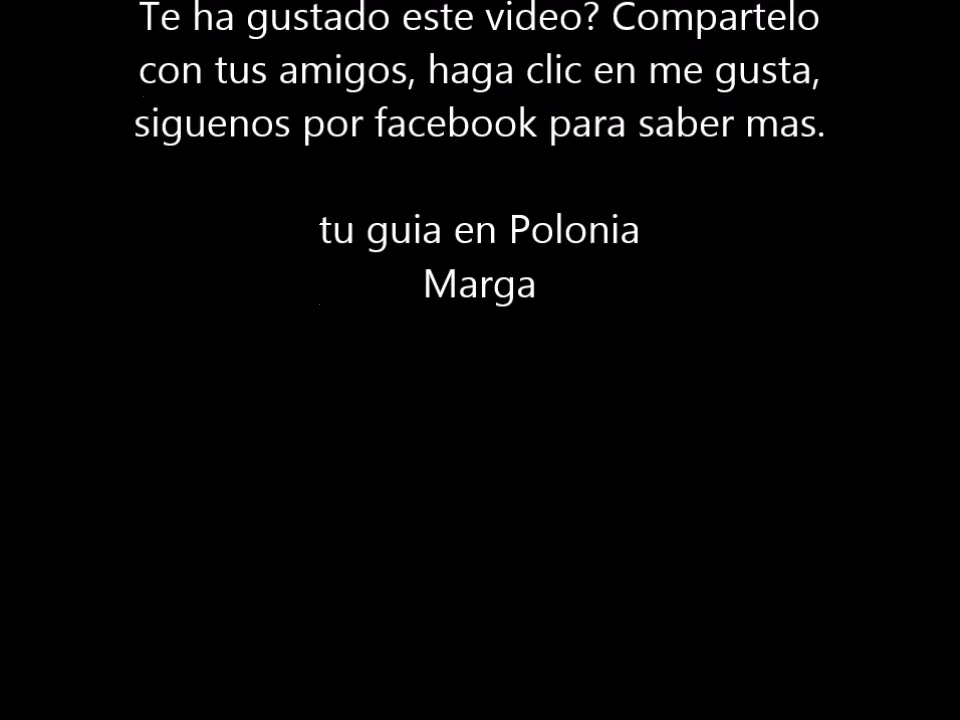 Te ha gustado este video? Compartelo
con tus amigos, haga clic en me gusta,
siguenos por facebook para saber mas.
tu guia en Polonia
Marga